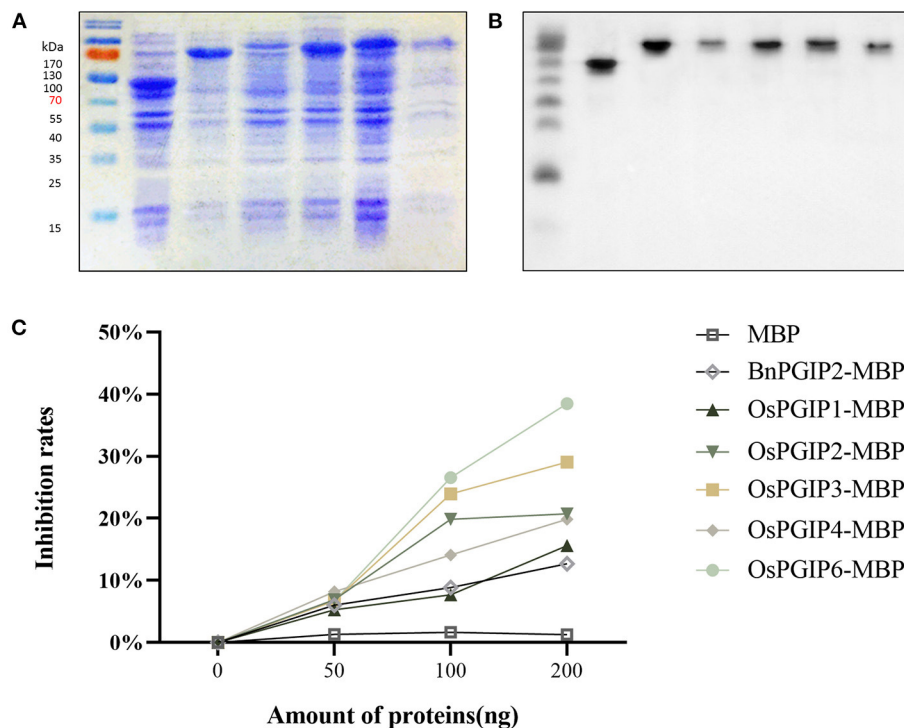 A
kDa
170
130
100
70
55
40
35
25
15
B
C
50%
40%
30%
20%
10%
0%
Inhibition rates
0
50
100
200
Amount of proteins(ng)
MBP
BnPGIP2-MBP
OsPGIP1-MBP
OsPGIP2-MBP
OsPGIP3-MBP
OsPGIP4-MBP
OsPGIP6-MBP